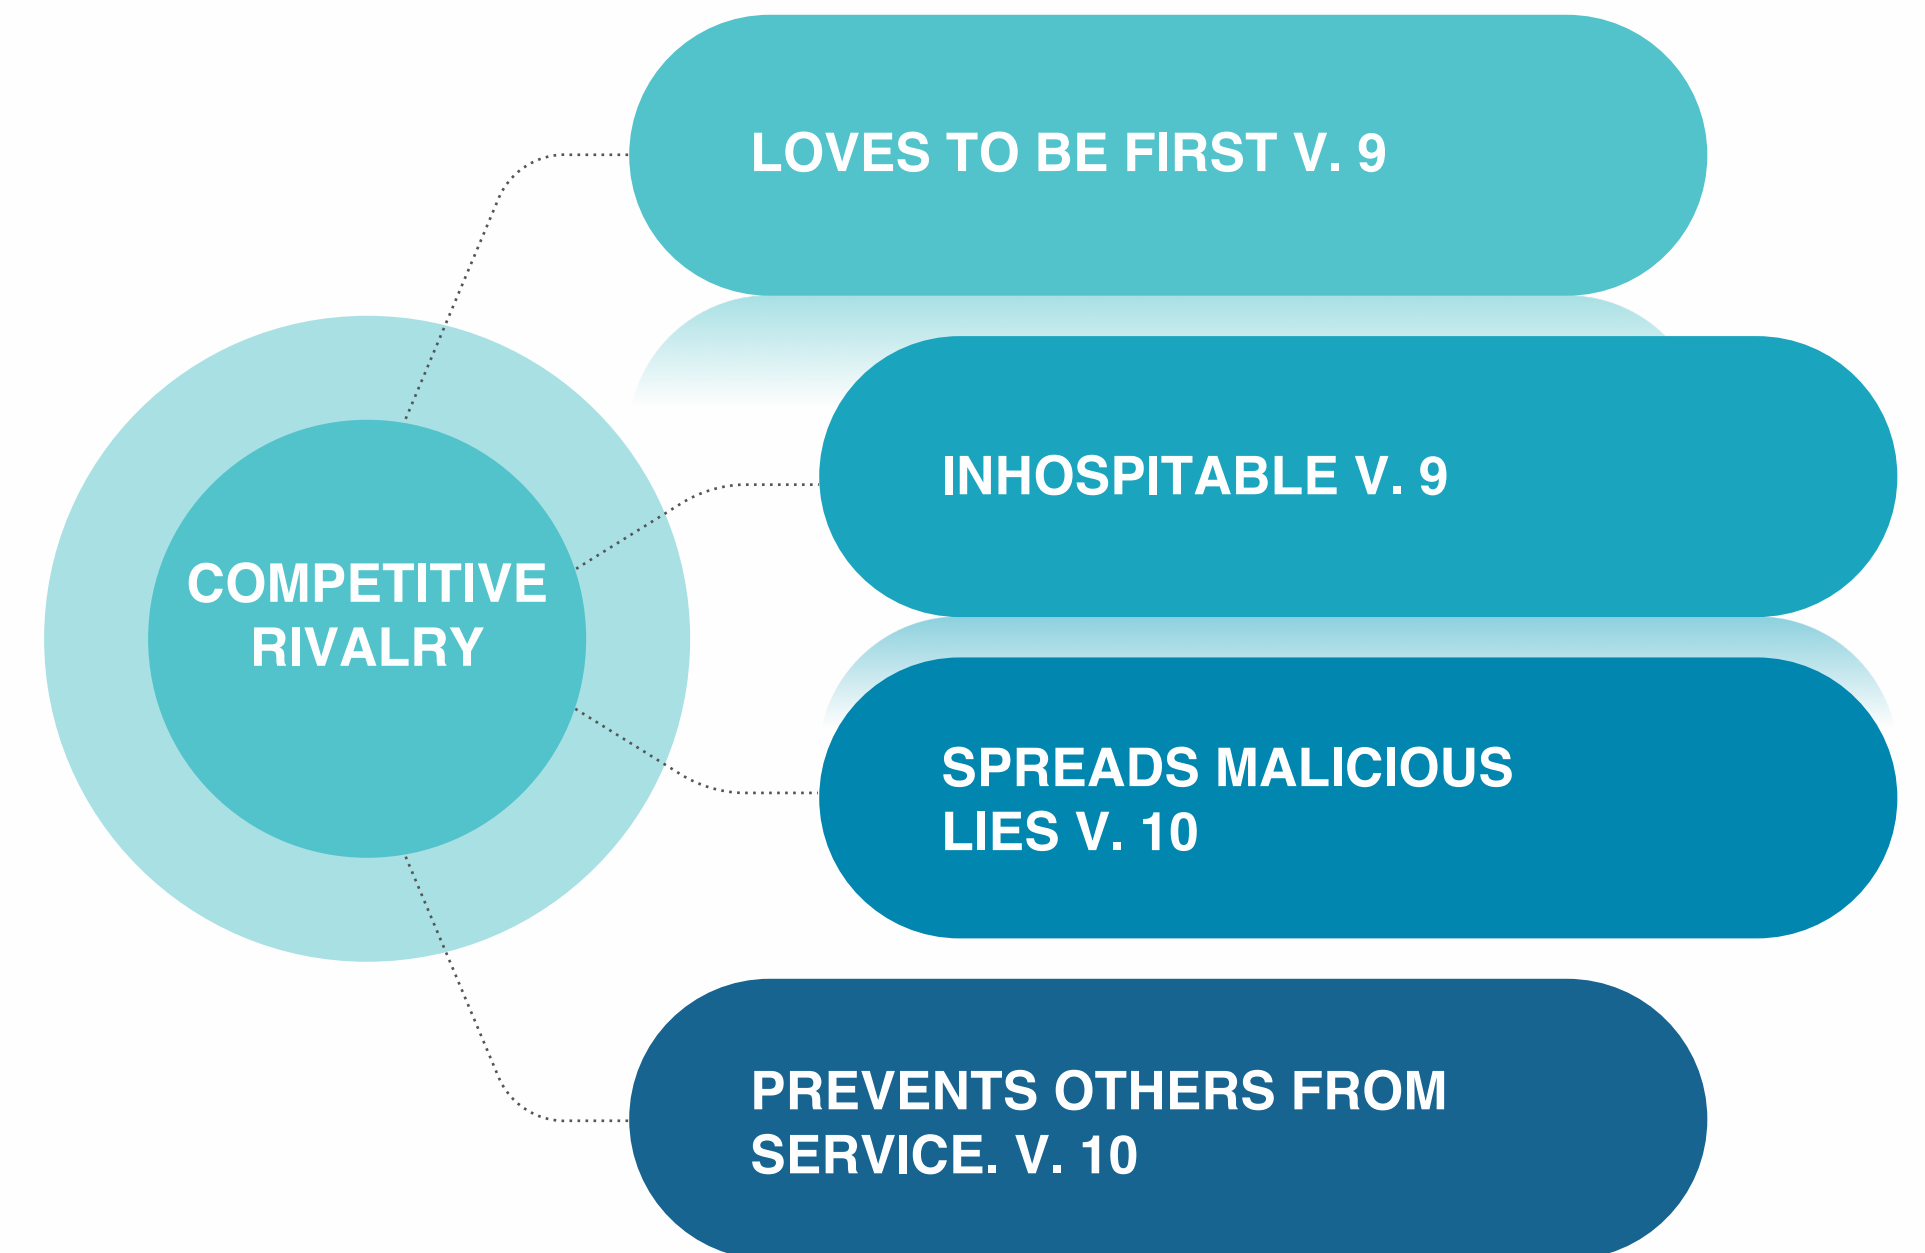 LOVES TO BE FIRST V. 9
INHOSPITABLE V. 9
COMPETITIVE
RIVALRY
SPREADS MALICIOUS
LIES V. 10
PREVENTS OTHERS FROM
SERVICE. V. 10